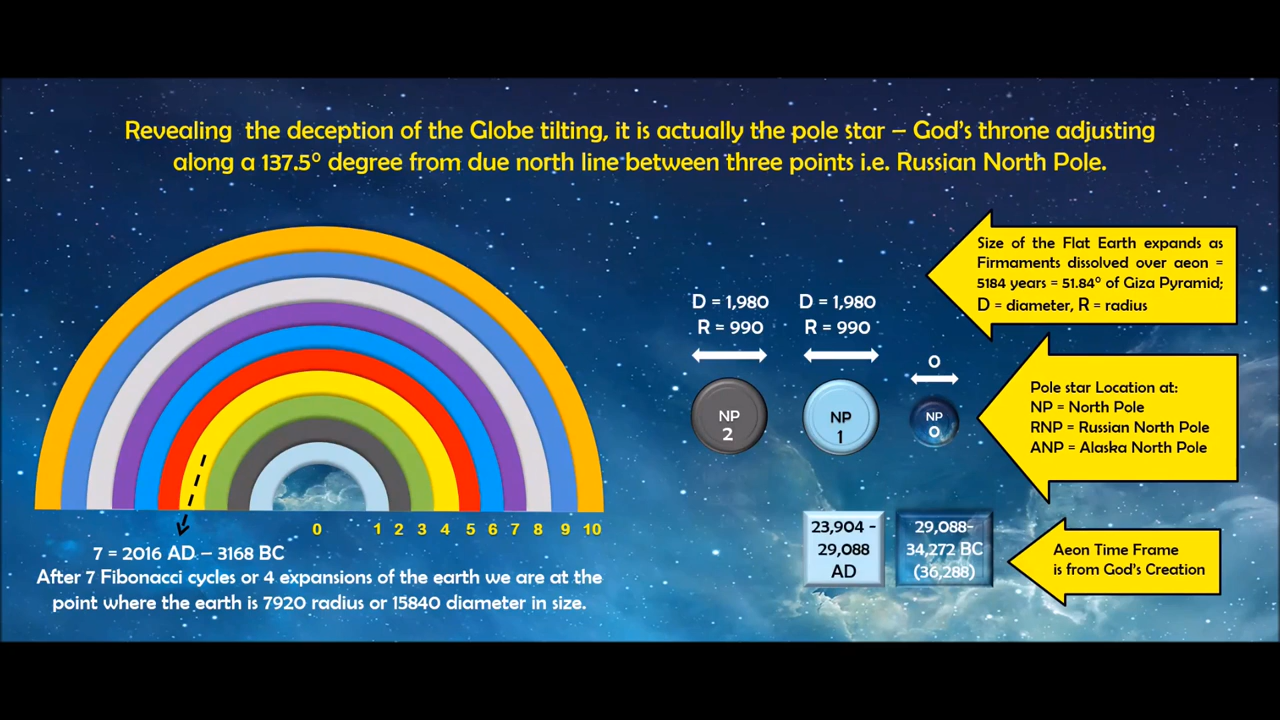 Revealing the deception of the Globe tilting, it is actually the pole star – God's throne adjusting
along a 137.5⁰ degree from due north line between three points i.e. Russian North Pole.
Size of the Flat Earth expands as
Firmaments dissolved over aeon =
5184 years = 51.84⁰ of Giza Pyramid;
D = diameter, R = radius
D = 1,980
R = 990
D = 1,980
R = 990
0
NP
2
NP
1
NP
0
Pole star Location at:
NP = North Pole
RNP = Russian North Pole
ANP = Alaska North Pole
0 1 2 3 4 5 6 7 8 9 10
7 = 2016 AD – 3168 BC
After 7 Fibonacci cycles or 4 expansions of the earth we are at the
point where the earth is 7920 radius or 15840 diameter in size.
23,904 -
29,088
AD
29,088-
34,272 BC
(36,288)
Aeon Time Frame
is from God's Creation